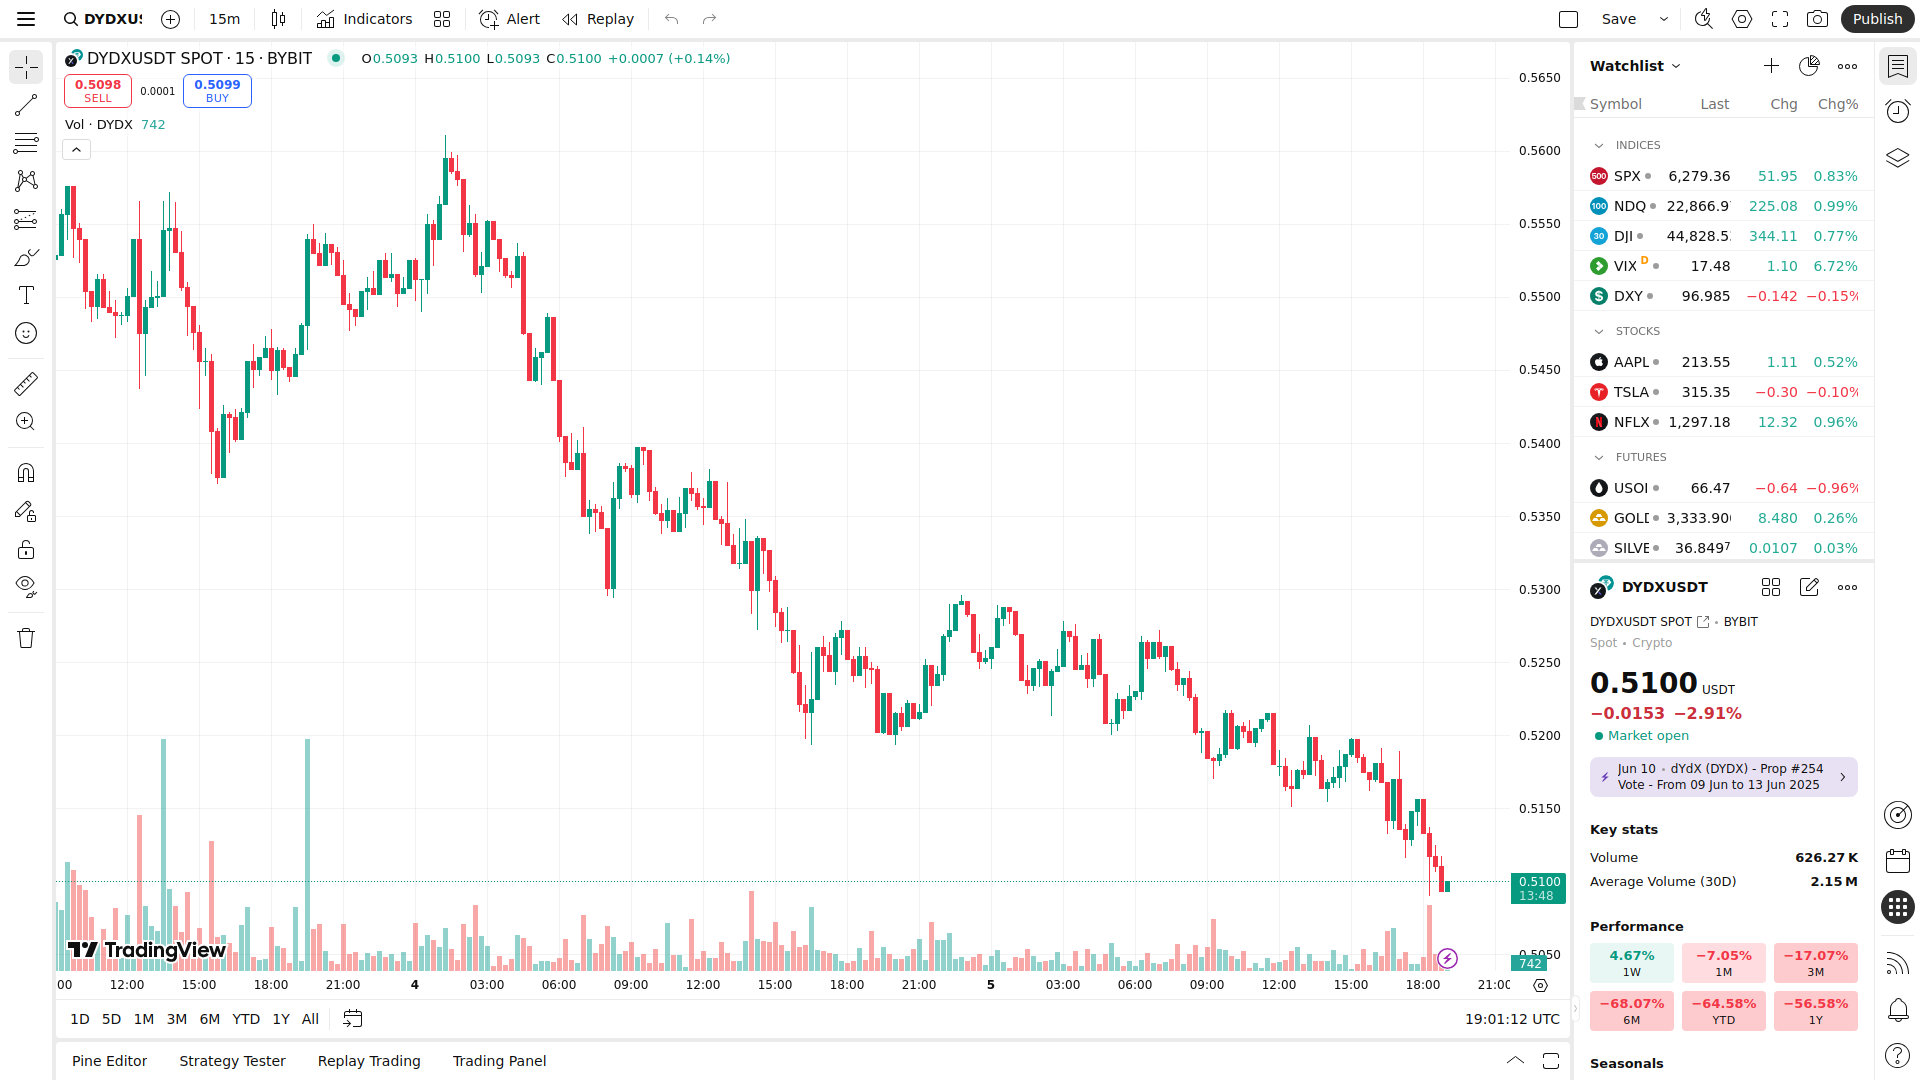 DYDXUS
15m
Indicators
Alert
Replay
Save
Publish
DYDXUSDT SPOT · 15 · BYBIT
O0.5093 H0.5100 L0.5093 C0.5100 +0.0007 (+0.14%)
0.5098
SELL
0.0001
0.5099
BUY
Vol · DYDX 742
0.5650
0.5600
0.5550
0.5500
0.5450
0.5400
0.5350
0.5300
0.5250
0.5200
0.5150
0.5100
13:48
742
TradingView
00 12:00 15:00 18:00 21:00 4 03:00 06:00 09:00 12:00 15:00 18:00 21:00 5 03:00 06:00 09:00 12:00 15:00 18:00 21:00
1D 5D 1M 3M 6M YTD 1Y All
19:01:12 UTC
Pine Editor Strategy Tester Replay Trading Trading Panel
Watchlist
Symbol Last Chg Chg%
INDICES
500 SPX 6,279.36 51.95 0.83%
100 NDQ 22,866.9 225.08 0.99%
30 DJI 44,828.5 344.11 0.77%
VIX D 17.48 1.10 6.72%
DXY 96.985 −0.142 −0.15%
STOCKS
AAPL 213.55 1.11 0.52%
TSLA 315.35 −0.30 −0.10%
NFLX 1,297.18 12.32 0.96%
FUTURES
USOI 66.47 −0.64 −0.96%
GOLD 3,333.90 8.480 0.26%
SILVE 36.8497 0.0107 0.03%
DYDXUSDT
DYDXUSDT SPOT • BYBIT
Spot • Crypto
0.5100 USDT
−0.0153 −2.91%
Market open
Jun 10 • dYdX (DYDX) - Prop #254
Vote - From 09 Jun to 13 Jun 2025
Key stats
Volume 626.27 K
Average Volume (30D) 2.15 M
Performance
4.67% −7.05% −17.07%
1W 1M 3M
−68.07% −64.58% −56.58%
6M YTD 1Y
Seasonals